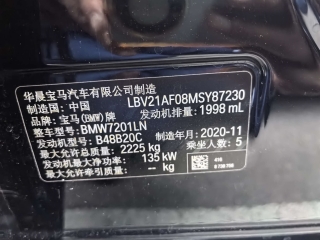 华晨宝马汽车有限公司制造
制造国：中国 LBV21AF08MSY87230
品牌：宝马(BMW)牌 发动机排量：1998 mL
整车型号：BMW7201LN
发动机型号：B48B20C 制造年月：2020-11
最大允许总质量：2225 kg 乘坐人数：5
发动机最大净功率：135 kW
最大允许牵引质量：-- kg